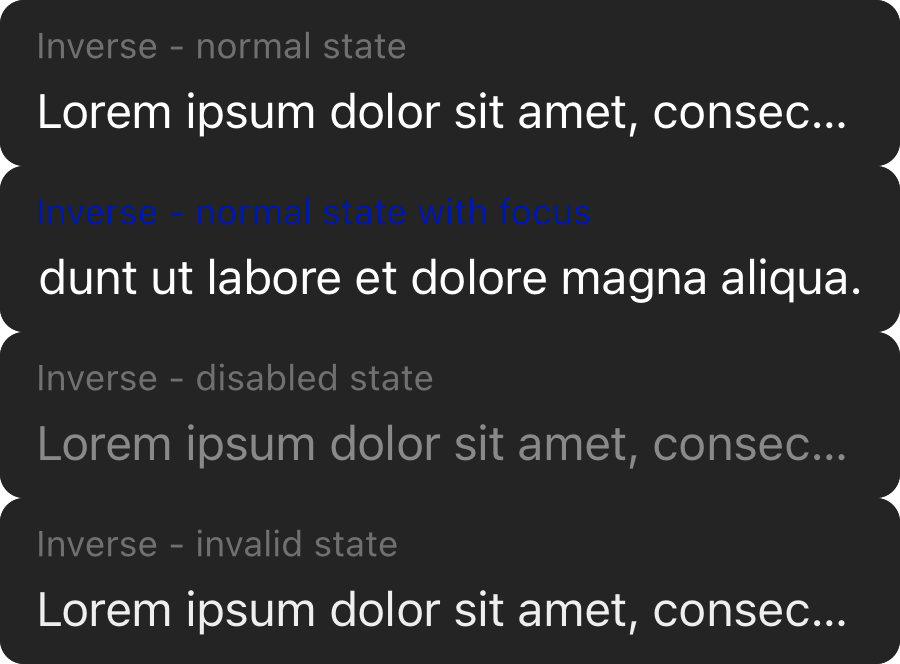 Inverse - normal state
Lorem ipsum dolor sit amet, consec...
Inverse - normal state with focus
dunt ut labore et dolore magna aliqua.
Inverse - disabled state
Lorem ipsum dolor sit amet, consec...
Inverse - invalid state
Lorem ipsum dolor sit amet, consec...